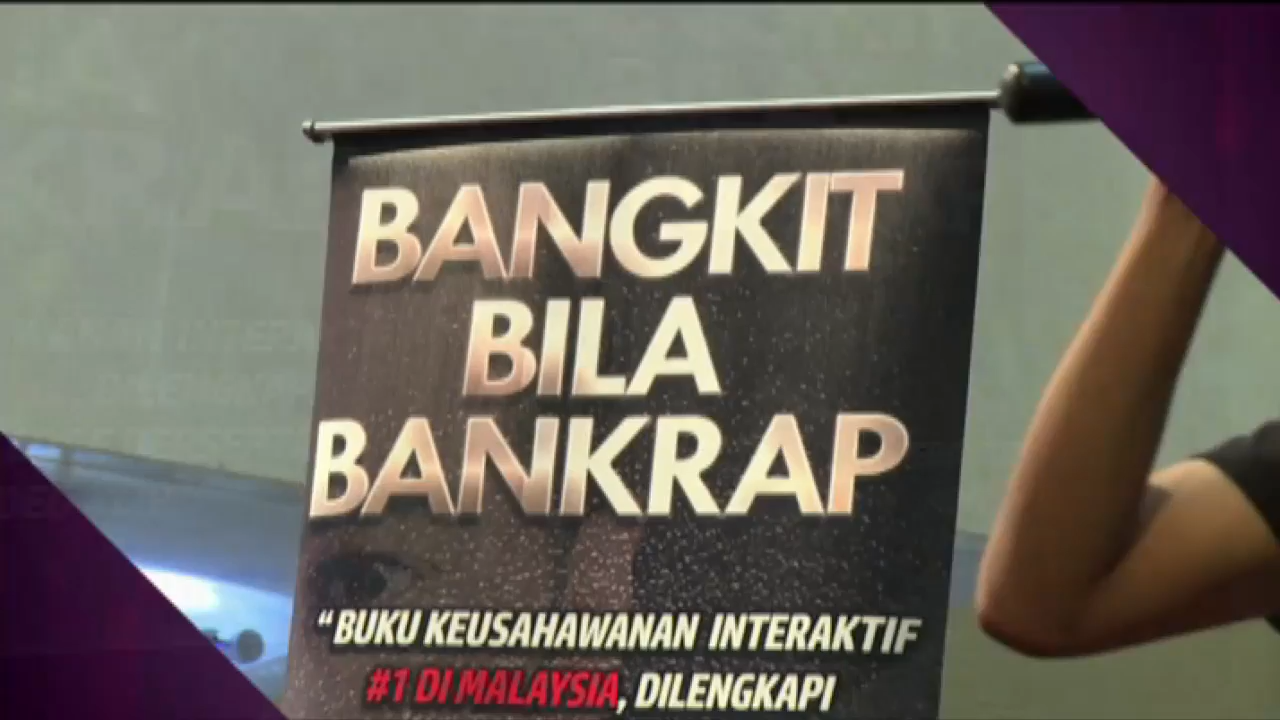 BANGKIT
BILA
BANKRAP
“BUKU KEUSAHAWANAN INTERAKTIF
#1 DI MALAYSIA, DILENGKAPI